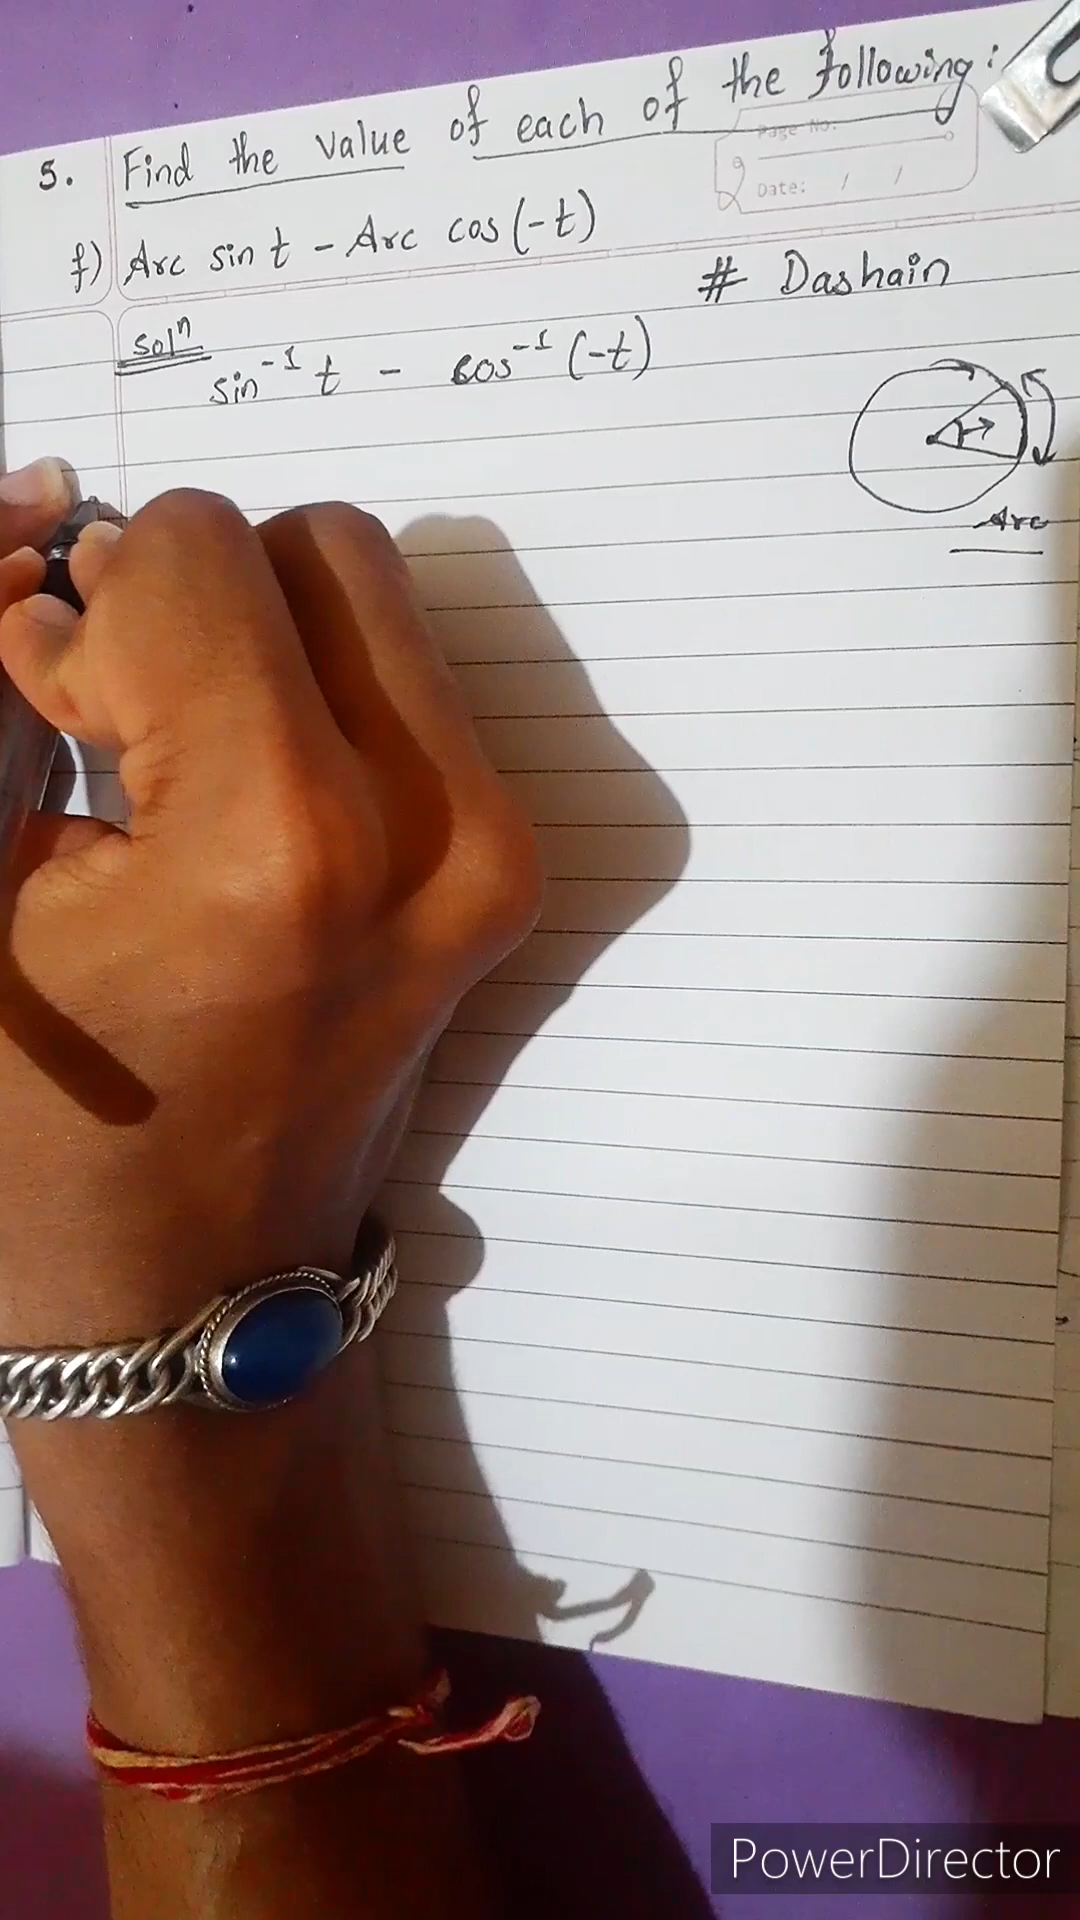 5. Find the value of each of the following:
Page No.
Date: / /
f) Arc sin t - Arc cos (-t)
# Dashain
Solⁿ
sin⁻¹ t - cos⁻¹ (-t)
Arc
PowerDirector